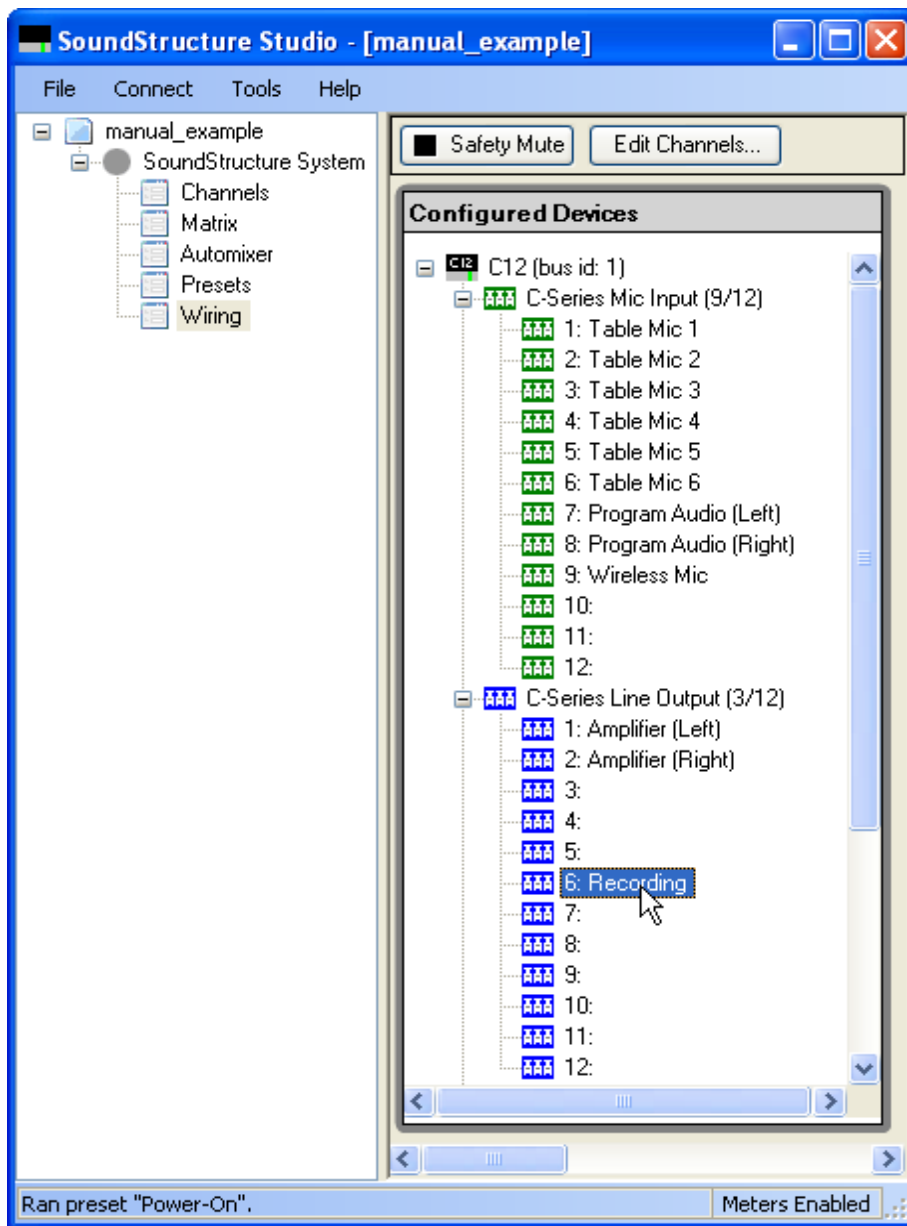 SoundStructure Studio - [manual_example]
File Connect Tools Help
manual_example
SoundStructure System
Channels
Matrix
Automixer
Presets
Wiring
Safety Mute Edit Channels...
Configured Devices
C12 C12 (bus id: 1)
C-Series Mic Input (9/12)
1: Table Mic 1
2: Table Mic 2
3: Table Mic 3
4: Table Mic 4
5: Table Mic 5
6: Table Mic 6
7: Program Audio (Left)
8: Program Audio (Right)
9: Wireless Mic
10:
11:
12:
C-Series Line Output (3/12)
1: Amplifier (Left)
2: Amplifier (Right)
3:
4:
5:
6: Recording
7:
8:
9:
10:
11:
12:
Ran preset "Power-On". Meters Enabled